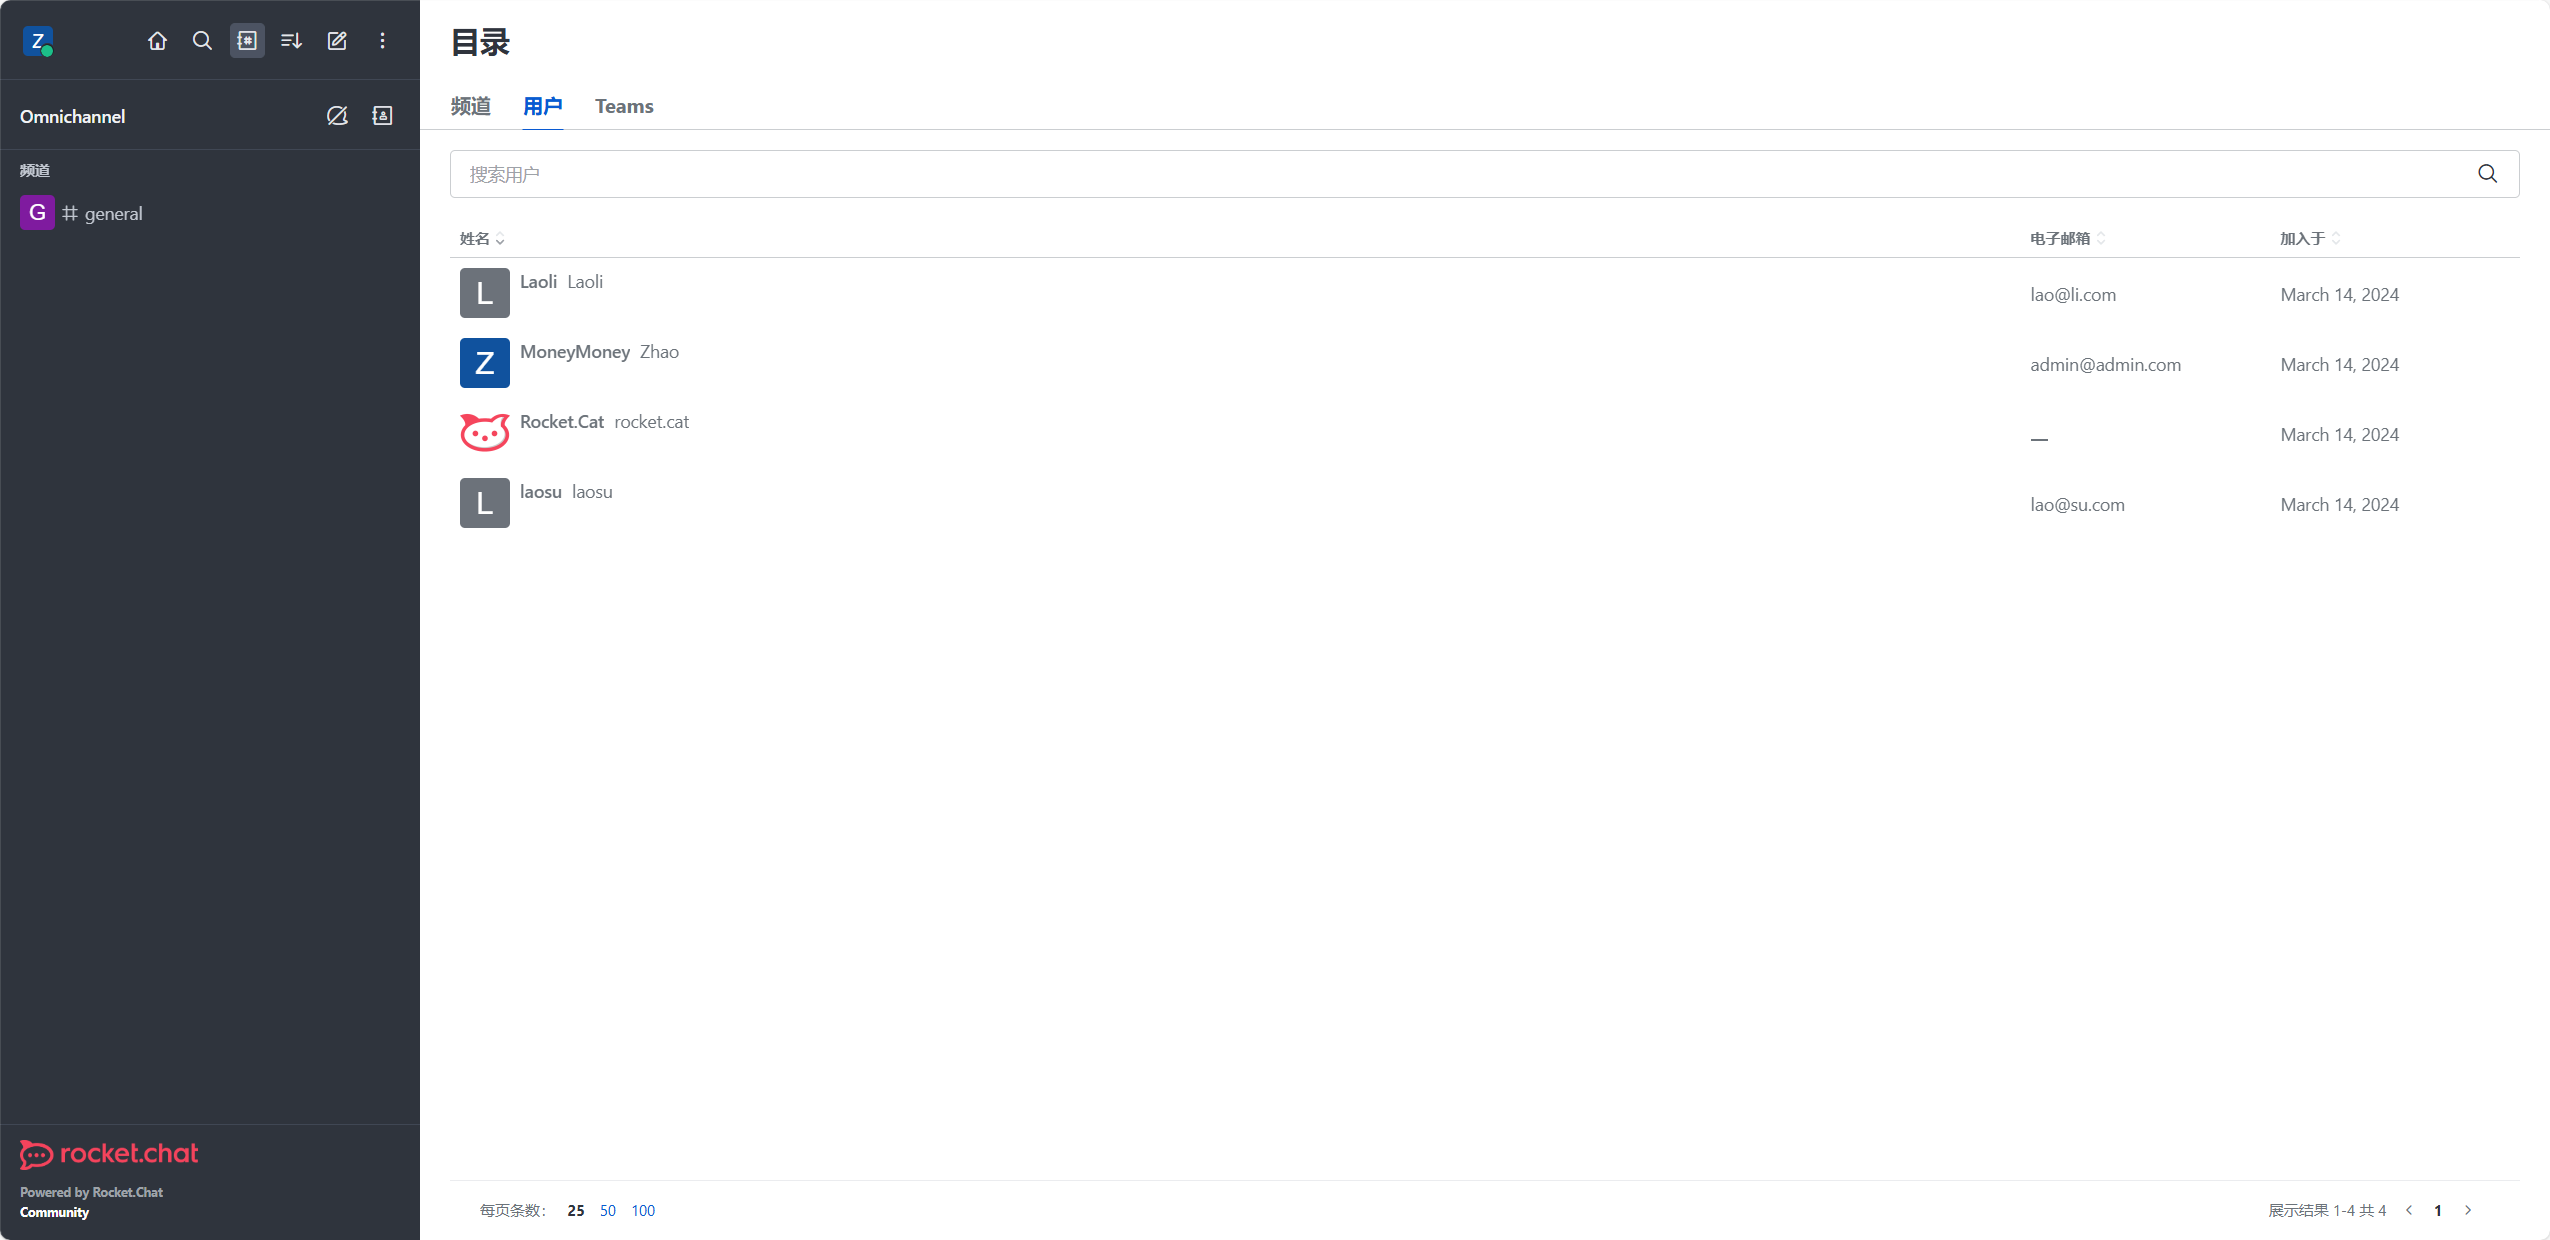 Z
Omnichannel
频道
G general
目录
频道 用户 Teams
搜索用户
姓名 电子邮箱 加入于
L Laoli Laoli lao@li.com March 14, 2024
Z MoneyMoney Zhao admin@admin.com March 14, 2024
Rocket.Cat rocket.cat — March 14, 2024
L laosu laosu lao@su.com March 14, 2024
rocket.chat
Powered by Rocket.Chat
Community
每页条数： 25 50 100
展示结果 1-4 共 4 1